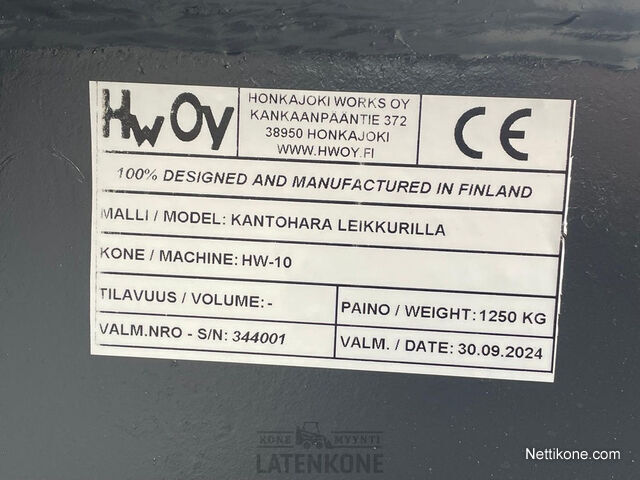 HW OY
HONKAJOKI WORKS OY
KANKAANPÄÄNTIE 372
38950 HONKAJOKI
WWW.HWOY.FI
CE
100% DESIGNED AND MANUFACTURED IN FINLAND
MALLI / MODEL: KANTOHARA LEIKKURILLA
KONE / MACHINE: HW-10
TILAVUUS / VOLUME: -
PAINO / WEIGHT: 1250 KG
VALM.NRO - S/N: 344001
VALM. / DATE: 30.09.2024
KONE MYYNTI
LATENKONE
Nettikone.com